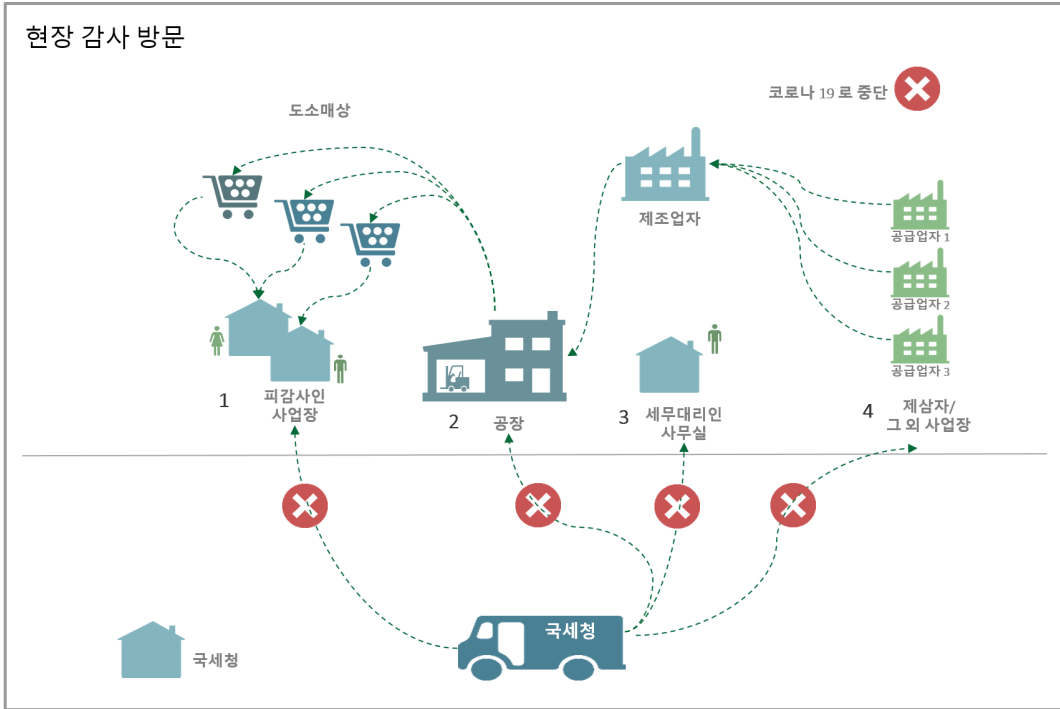 현장 감사 방문
코로나 19 로 중단
도소매상
제조업자
공급업자 1
공급업자 2
공급업자 3
1
피감사인
사업장
2
공장
3
세무대리인
사무실
4
제삼자/
그 외 사업장
국세청
국세청